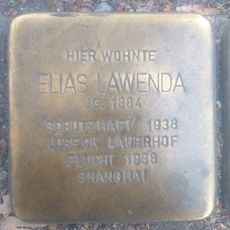 HIER WOHNTE
ELIAS LAWENDA
JG. 1884
'SCHUTZHAFT' 1938
LÜBECK LAUERHOF
FLUCHT 1938
SHANGHAI